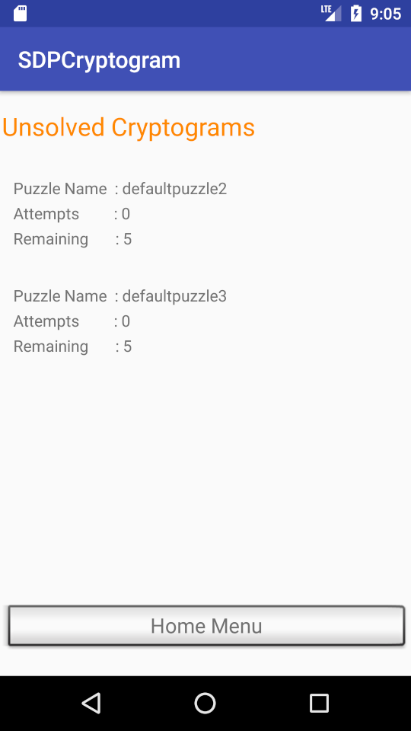 LTE 9:05
SDPCryptogram
Unsolved Cryptograms
Puzzle Name : defaultpuzzle2
Attempts : 0
Remaining : 5
Puzzle Name : defaultpuzzle3
Attempts : 0
Remaining : 5
Home Menu